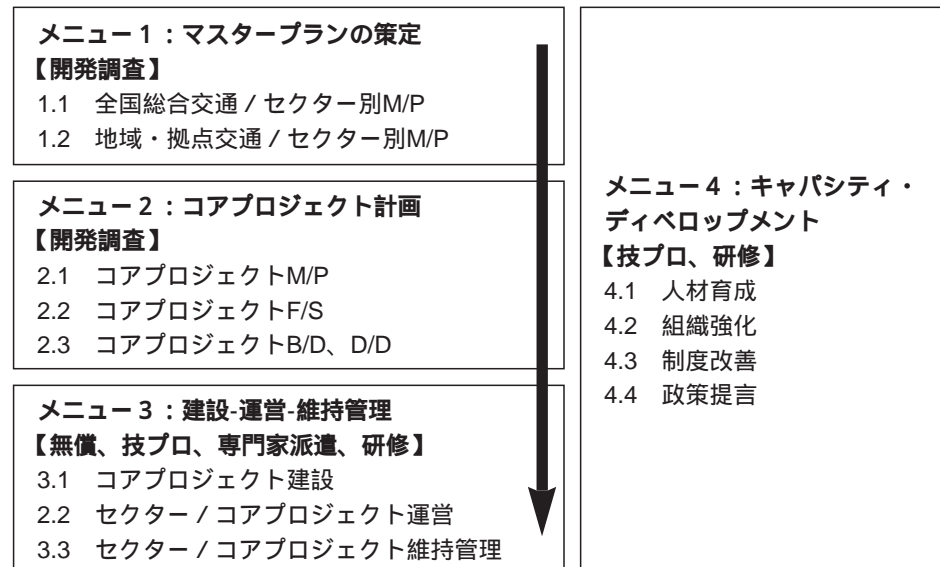 メニュー1：マスタープランの策定
【開発調査】
1.1 全国総合交通／セクター別M/P
1.2 地域・拠点交通／セクター別M/P
メニュー2：コアプロジェクト計画
【開発調査】
2.1 コアプロジェクトM/P
2.2 コアプロジェクトF/S
2.3 コアプロジェクトB/D、D/D
メニュー3：建設-運営-維持管理
【無償、技プロ、専門家派遣、研修】
3.1 コアプロジェクト建設
2.2 セクター／コアプロジェクト運営
3.3 セクター／コアプロジェクト維持管理
メニュー4：キャパシティ・
ディベロップメント
【技プロ、研修】
4.1 人材育成
4.2 組織強化
4.3 制度改善
4.4 政策提言